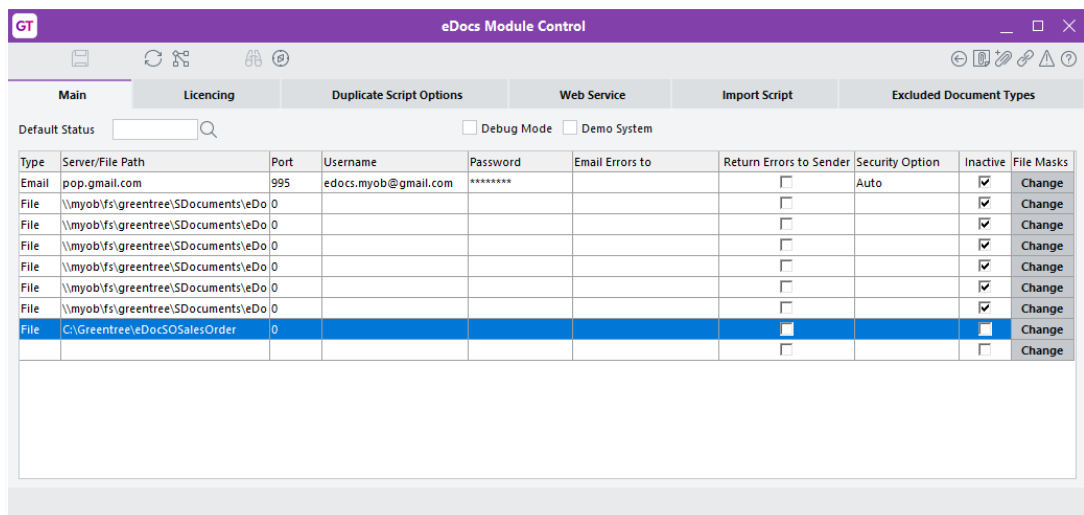 GT eDocs Module Control
Main Licencing Duplicate Script Options Web Service Import Script Excluded Document Types
Default Status Debug Mode Demo System
Type Server/File Path Port Username Password Email Errors to Return Errors to Sender Security Option Inactive File Masks
Email pop.gmail.com 995 edocs.myob@gmail.com ******** Auto Change
File \\myob\fs\greentree\SDocuments\eDo 0 Change
File \\myob\fs\greentree\SDocuments\eDo 0 Change
File \\myob\fs\greentree\SDocuments\eDo 0 Change
File \\myob\fs\greentree\SDocuments\eDo 0 Change
File \\myob\fs\greentree\SDocuments\eDo 0 Change
File \\myob\fs\greentree\SDocuments\eDo 0 Change
File C:\Greentree\eDocSOSalesOrder 0 Change
Change